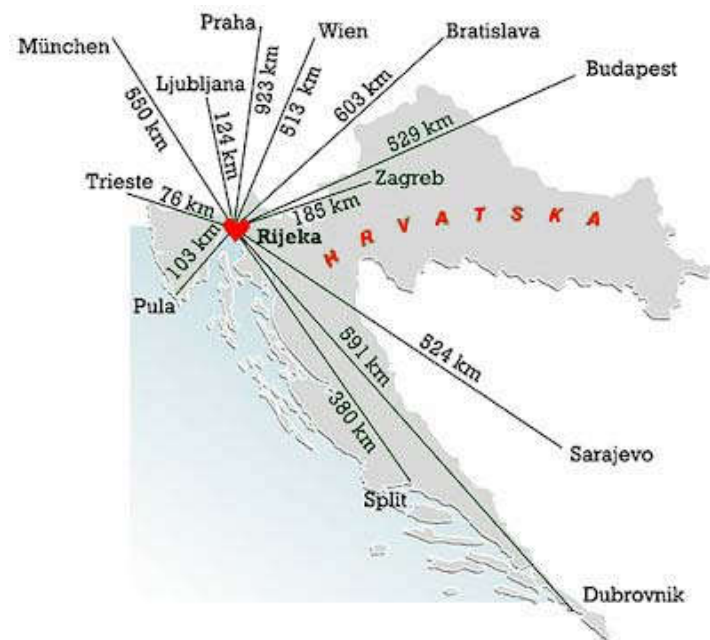 Praha
Wien
Bratislava
München
Budapest
Ljubljana
550 km
124 km
923 km
513 km
603 km
529 km
Trieste
76 km
Zagreb
185 km
103 km
Rijeka
HRVATSKA
Pula
591 km
524 km
380 km
Sarajevo
Split
Dubrovnik